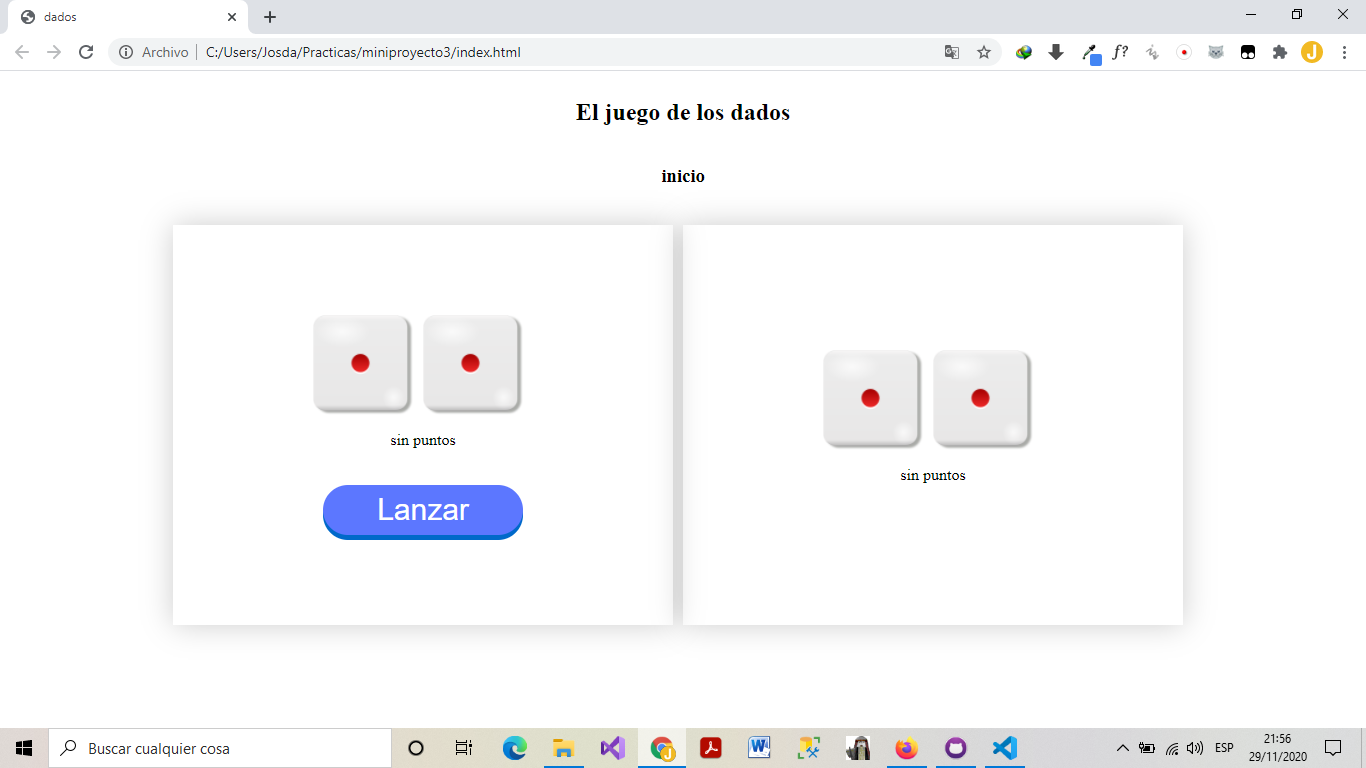 dados
Archivo | C:/Users/Josda/Practicas/miniproyecto3/index.html
f?
J
El juego de los dados
inicio
sin puntos
Lanzar
sin puntos
Buscar cualquier cosa
J
W
ESP
21:56
29/11/2020